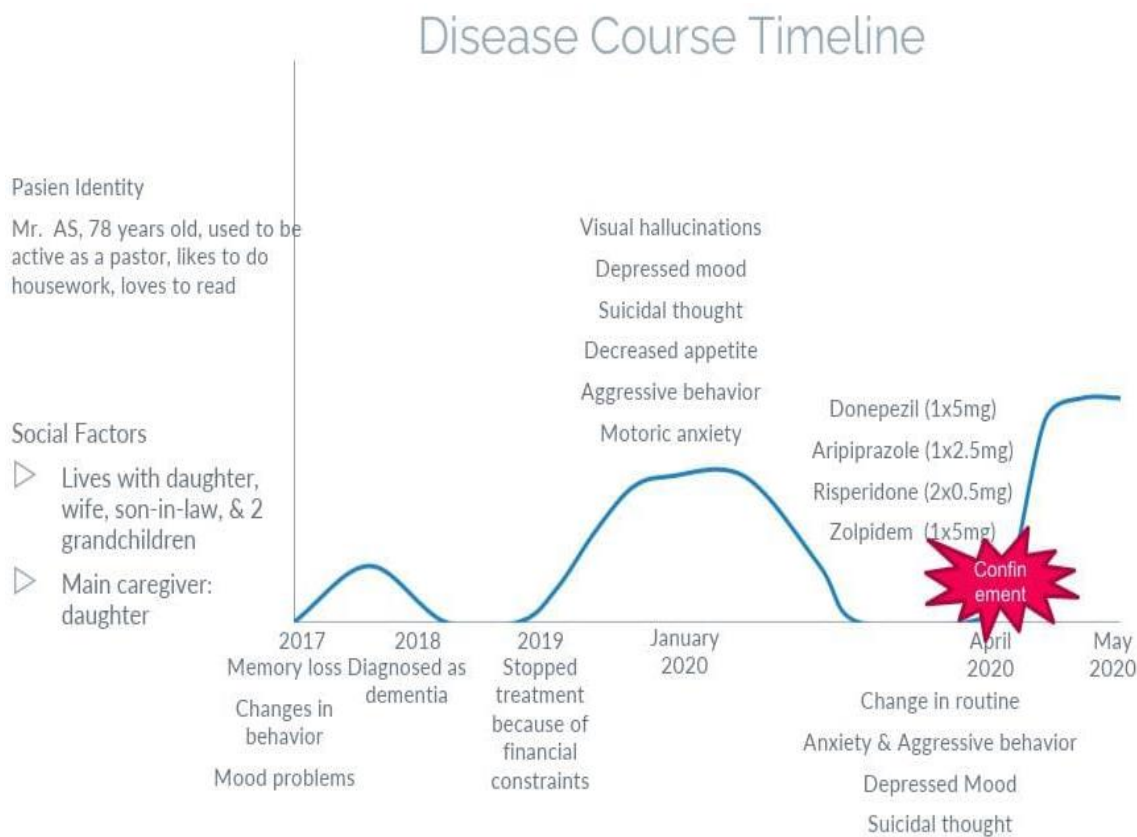 Disease Course Timeline
Pasien Identity
Mr. AS, 78 years old, used to be
active as a pastor, likes to do
housework, loves to read
Social Factors
Lives with daughter,
wife, son-in-law, & 2
grandchildren
Main caregiver:
daughter
Visual hallucinations
Depressed mood
Suicidal thought
Decreased appetite
Aggressive behavior
Motoric anxiety
Donepezil (1x5mg)
Aripiprazole (1x2.5mg)
Risperidone (2x0.5mg)
Zolpidem (1x5mg)
Confin
ement
2017
Memory loss
Changes in
behavior
Mood problems
2018
Diagnosed as
dementia
2019
Stopped
treatment
because of
financial
constraints
January
2020
April
2020
Change in routine
Anxiety & Aggressive behavior
Depressed Mood
Suicidal thought
May
2020